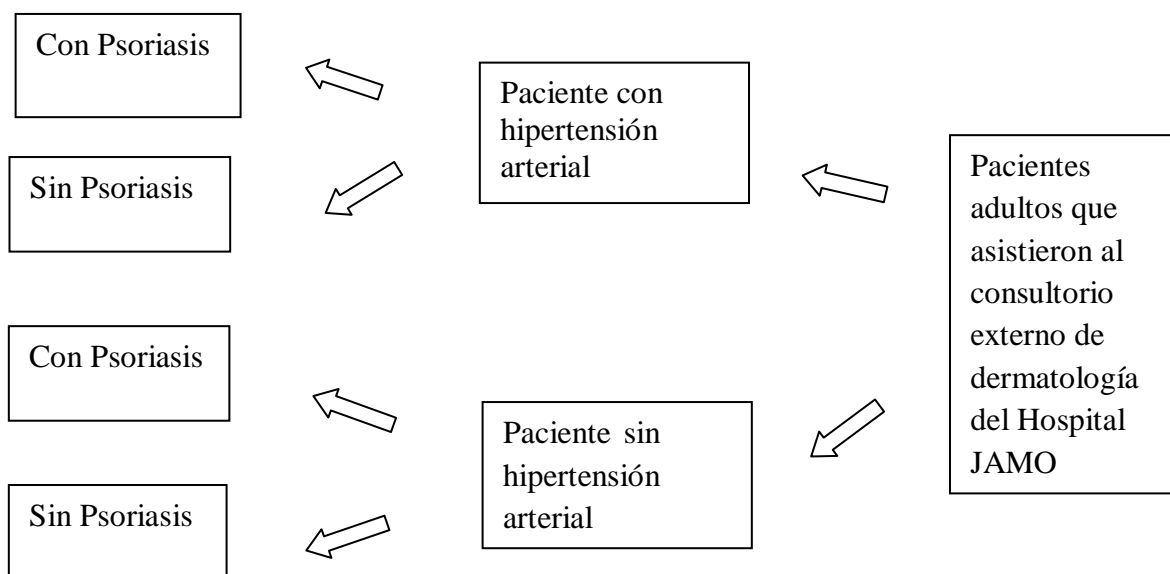 Con Psoriasis
Sin Psoriasis
Con Psoriasis
Sin Psoriasis
Paciente con
hipertensión
arterial
Paciente sin
hipertensión
arterial
Pacientes
adultos que
asistieron al
consultorio
externo de
dermatología
del Hospital
JAMO